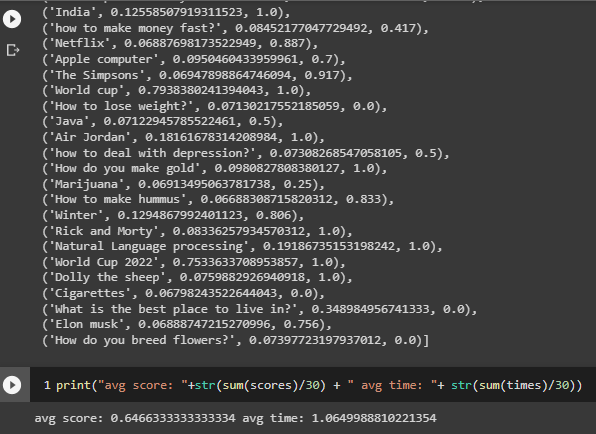 ('India', 0.12558507919311523, 1.0),
('how to make money fast?', 0.08452177047729492, 0.417),
('Netflix', 0.06887698173522949, 0.887),
('Apple computer', 0.0950460433959961, 0.7),
('The Simpsons', 0.06947898864746094, 0.917),
('World cup', 0.7938380241394043, 1.0),
('How to lose weight?', 0.07130217552185059, 0.0),
('Java', 0.07122945785522461, 0.5),
('Air Jordan', 0.18161678314208984, 1.0),
('how to deal with depression?', 0.07308268547058105, 0.5),
('How do you make gold', 0.0980827808380127, 1.0),
('Marijuana', 0.06913495063781738, 0.25),
('How to make hummus', 0.06688308715820312, 0.833),
('Winter', 0.1294867992401123, 0.806),
('Rick and Morty', 0.08336257934570312, 1.0),
('Natural Language processing', 0.19186735153198242, 1.0),
('World Cup 2022', 0.7533633708953857, 1.0),
('Dolly the sheep', 0.0759882926940918, 1.0),
('Cigarettes', 0.06798243522644043, 0.0),
('What is the best place to live in?', 0.348984956741333, 0.0),
('Elon musk', 0.06888747215270996, 0.756),
('How do you breed flowers?', 0.07397723197937012, 0.0)]
1 print("avg score: "+str(sum(scores)/30) + " avg time: "+ str(sum(times)/30))
avg score: 0.6466333333333334 avg time: 1.0649988810221354